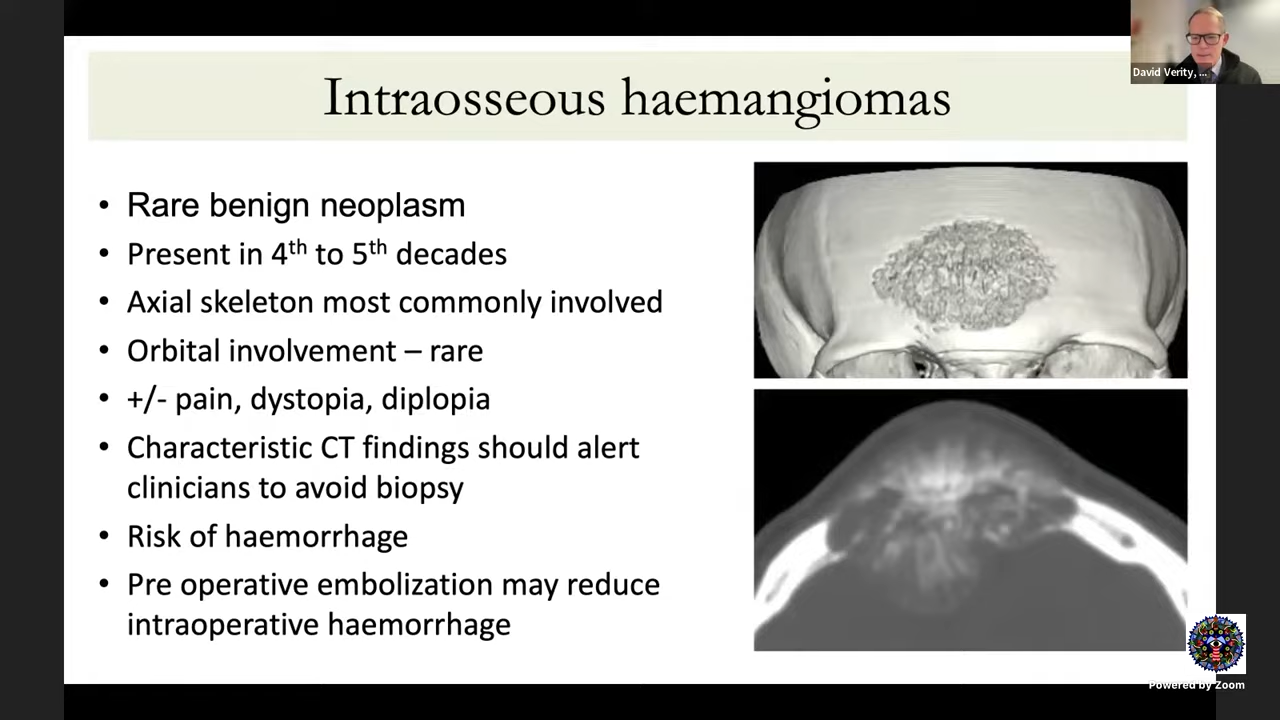 David Verity, ...
Intraosseous haemangiomas
• Rare benign neoplasm
• Present in 4th to 5th decades
• Axial skeleton most commonly involved
• Orbital involvement – rare
• +/- pain, dystopia, diplopia
• Characteristic CT findings should alert
clinicians to avoid biopsy
• Risk of haemorrhage
• Pre operative embolization may reduce
intraoperative haemorrhage
Powered by Zoom